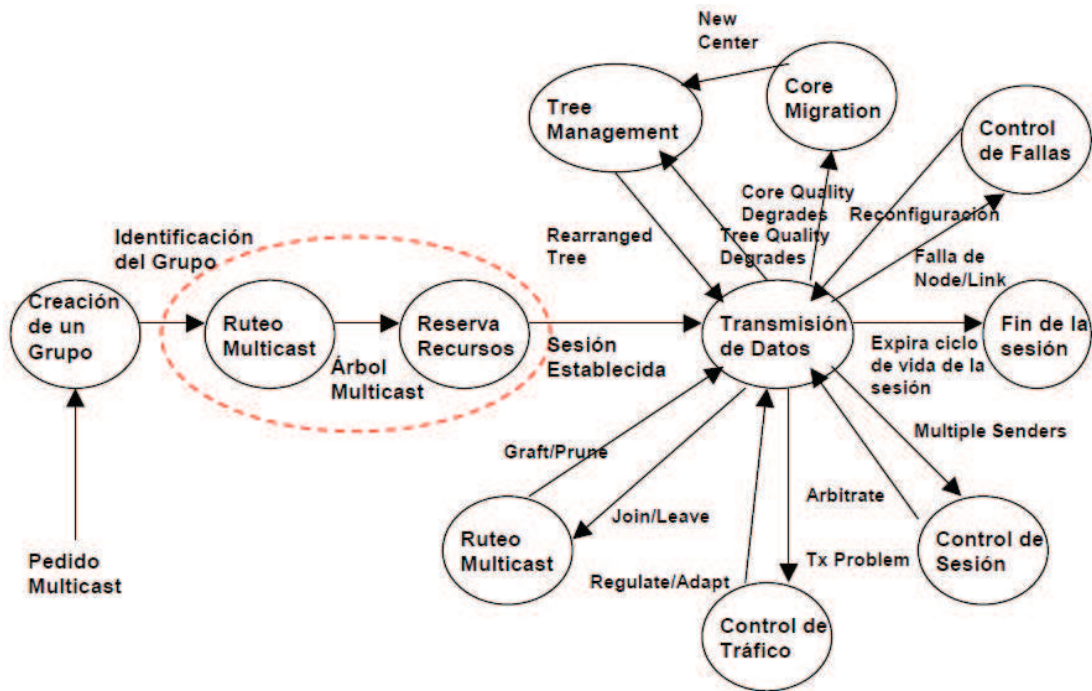 New
Center
Tree
Management
Core
Migration
Control
de Fallas
Core Quality
Degrades
Reconfiguración
Rearranged
Tree
Tree Quality
Degrades
Falla de
Node/Link
Identificación
del Grupo
Creación
de un
Grupo
Ruteo
Multicast
Árbol
Multicast
Reserva
Recursos
Sesión
Establecida
Transmisión
de Datos
Expira ciclo
de vida de la
sesión
Fin de la
sesión
Graft/Prune
Multiple Senders
Join/Leave
Arbitrate
Pedido
Multicast
Ruteo
Multicast
Regulate/Adapt
Tx Problem
Control de
Sesión
Control de
Tráfico